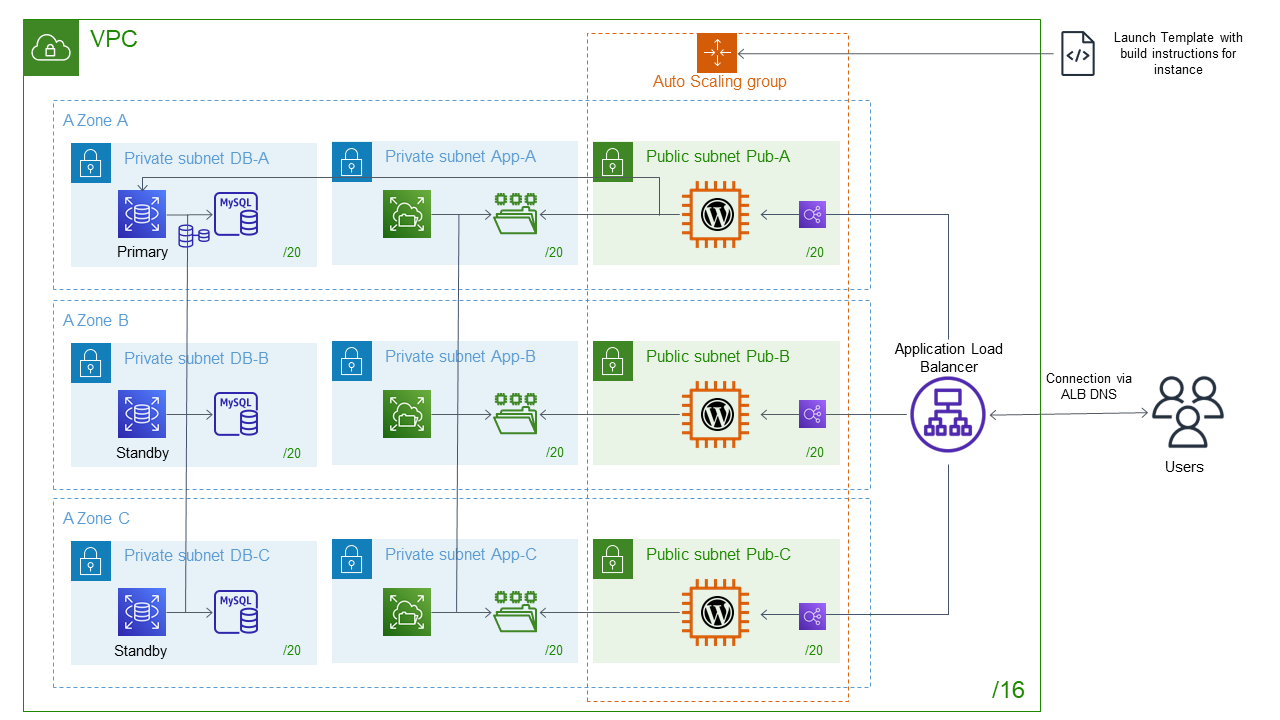 VPC
Launch Template with
build instructions for
instance
Auto Scaling group
A Zone A
Private subnet DB-A
Private subnet App-A
Public subnet Pub-A
MySQL
Primary
/20
/20
/20
A Zone B
Private subnet DB-B
Private subnet App-B
Public subnet Pub-B
MySQL
Standby
/20
/20
/20
Application Load
Balancer
Connection via
ALB DNS
Users
A Zone C
Private subnet DB-C
Private subnet App-C
Public subnet Pub-C
MySQL
Standby
/20
/20
/20
/16